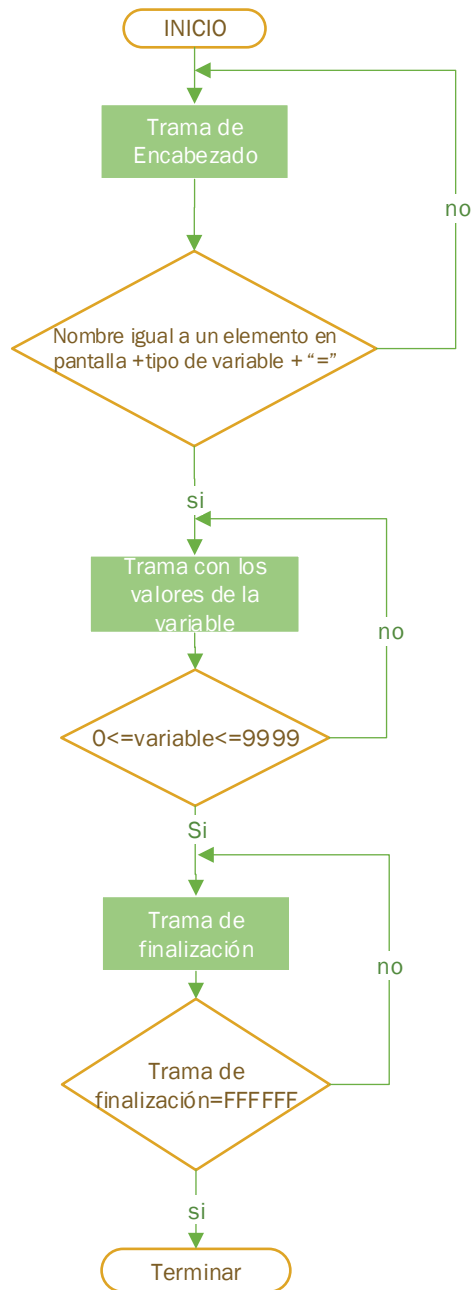 INICIO
Trama de
Encabezado
no
Nombre igual a un elemento en
pantalla +tipo de variable + “=”
si
Trama con los
valores de la
variable
no
0<=variable<=9999
Si
Trama de
finalización
no
Trama de
finalización=FFFFFF
si
Terminar